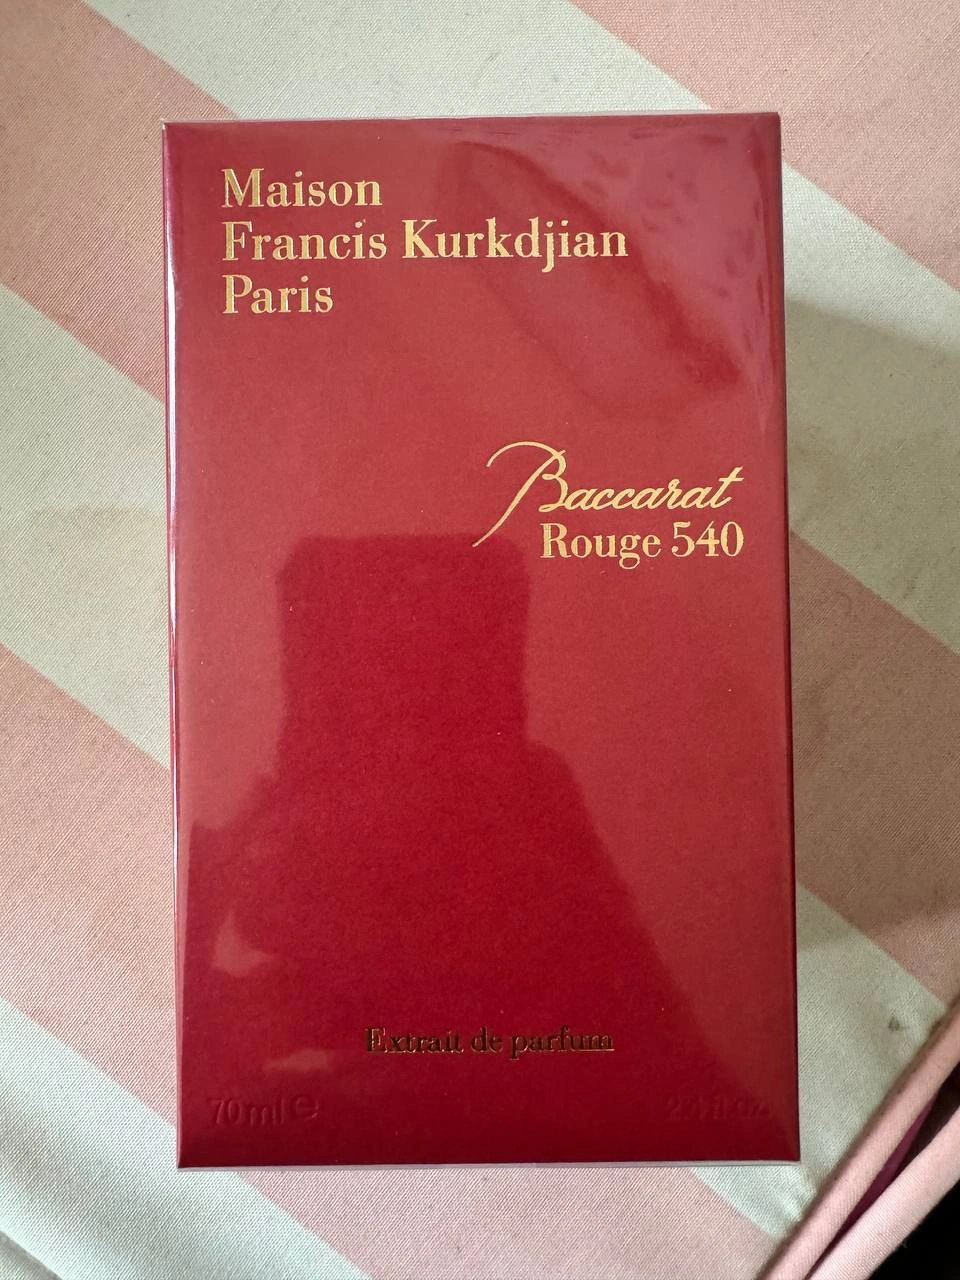 Maison
Francis Kurkdjian
Paris
Baccarat
Rouge 540
Extrait de parfum
70 ml ℮ 2.4 fl.oz.